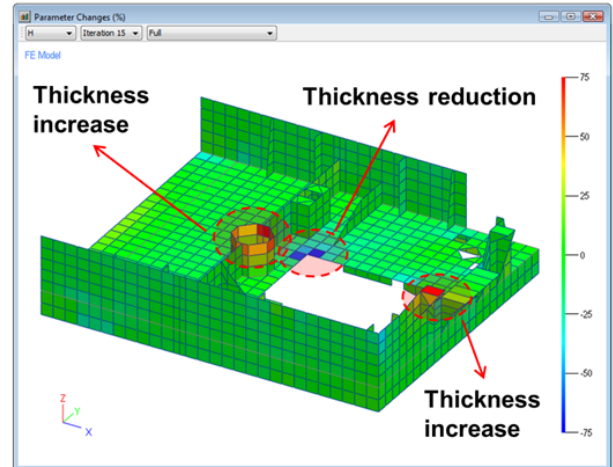 Parameter Changes (%)
H Iteration 15 Full
FE Model
Thickness
increase
Thickness reduction
75
50
25
0
-25
-50
-75
Thickness
increase
Z
Y
X